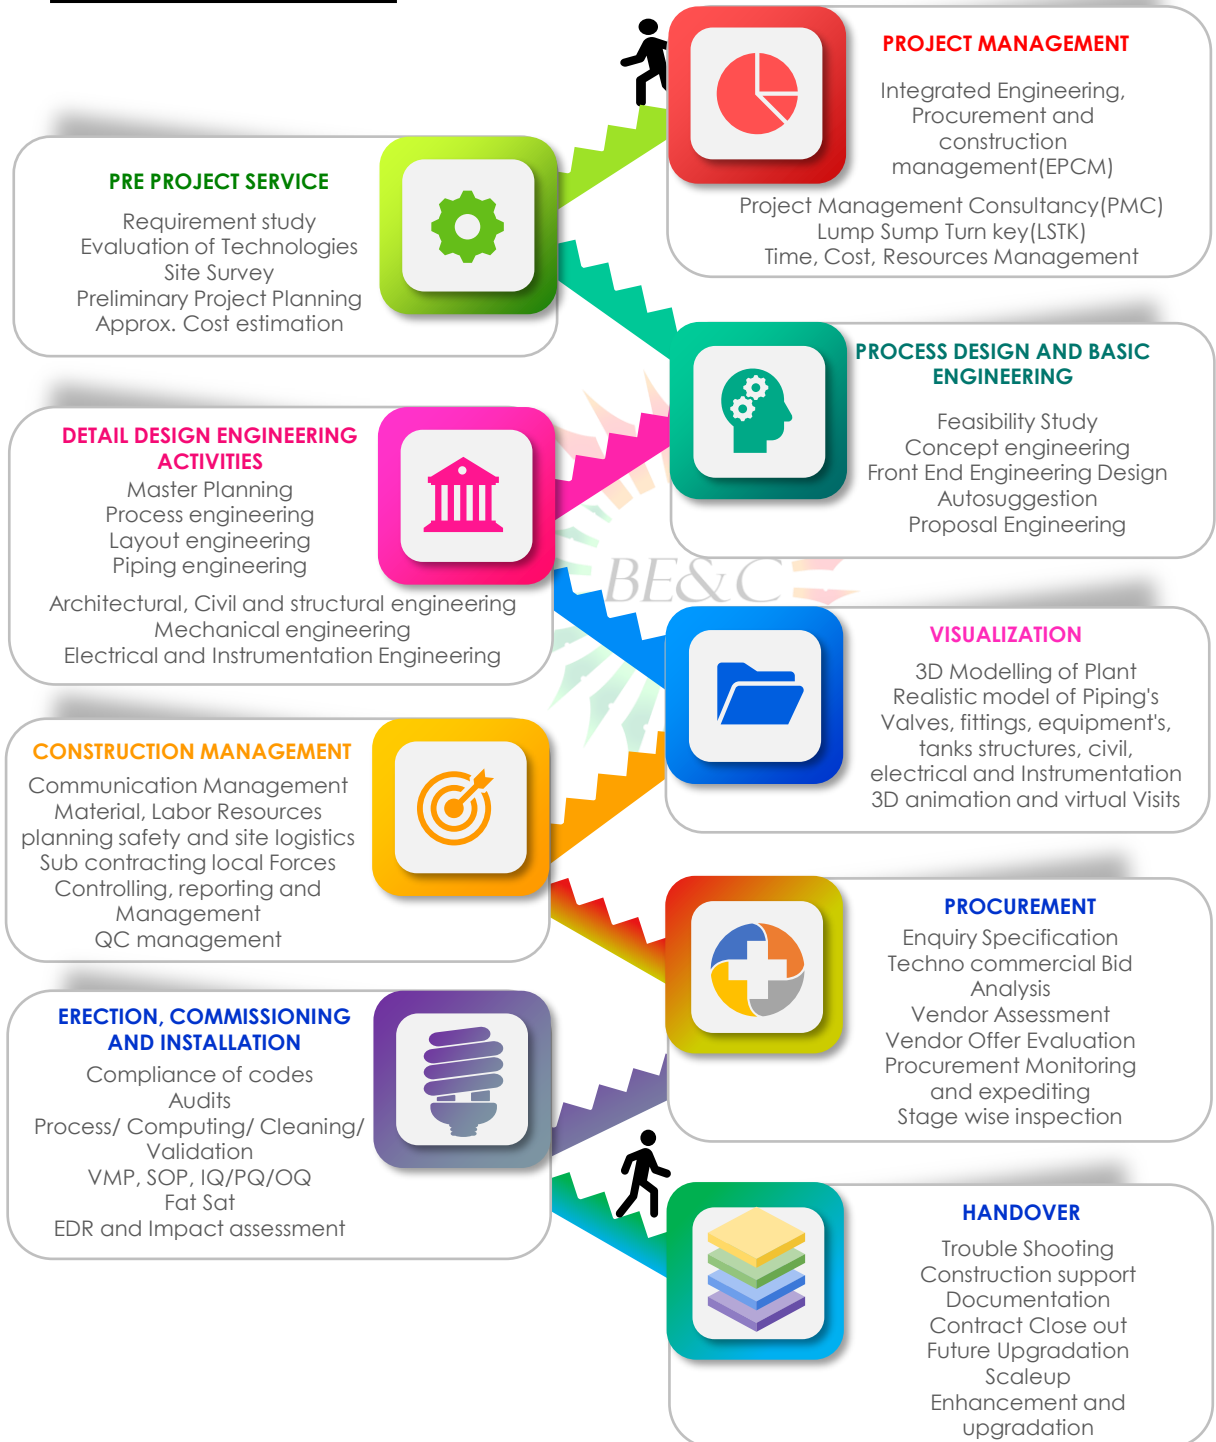 PROJECT MANAGEMENT
Integrated Engineering,
Procurement and
construction
management(EPCM)
Project Management Consultancy(PMC)
Lump Sump Turn key(LSTK)
Time, Cost, Resources Management
PRE PROJECT SERVICE
Requirement study
Evaluation of Technologies
Site Survey
Preliminary Project Planning
Approx. Cost estimation
PROCESS DESIGN AND BASIC
ENGINEERING
Feasibility Study
Concept engineering
Front End Engineering Design
Autosuggestion
Proposal Engineering
DETAIL DESIGN ENGINEERING
ACTIVITIES
Master Planning
Process engineering
Layout engineering
Piping engineering
Architectural, Civil and structural engineering
Mechanical engineering
Electrical and Instrumentation Engineering
BE&C
VISUALIZATION
3D Modelling of Plant
Realistic model of Piping's
Valves, fittings, equipment's,
tanks structures, civil,
electrical and Instrumentation
3D animation and virtual Visits
CONSTRUCTION MANAGEMENT
Communication Management
Material, Labor Resources
planning safety and site logistics
Sub contracting local Forces
Controlling, reporting and
Management
QC management
PROCUREMENT
Enquiry Specification
Techno commercial Bid
Analysis
Vendor Assessment
Vendor Offer Evaluation
Procurement Monitoring
and expediting
Stage wise inspection
ERECTION, COMMISSIONING
AND INSTALLATION
Compliance of codes
Audits
Process/ Computing/ Cleaning/
Validation
VMP, SOP, IQ/PQ/OQ
Fat Sat
EDR and Impact assessment
HANDOVER
Trouble Shooting
Construction support
Documentation
Contract Close out
Future Upgradation
Scaleup
Enhancement and
upgradation